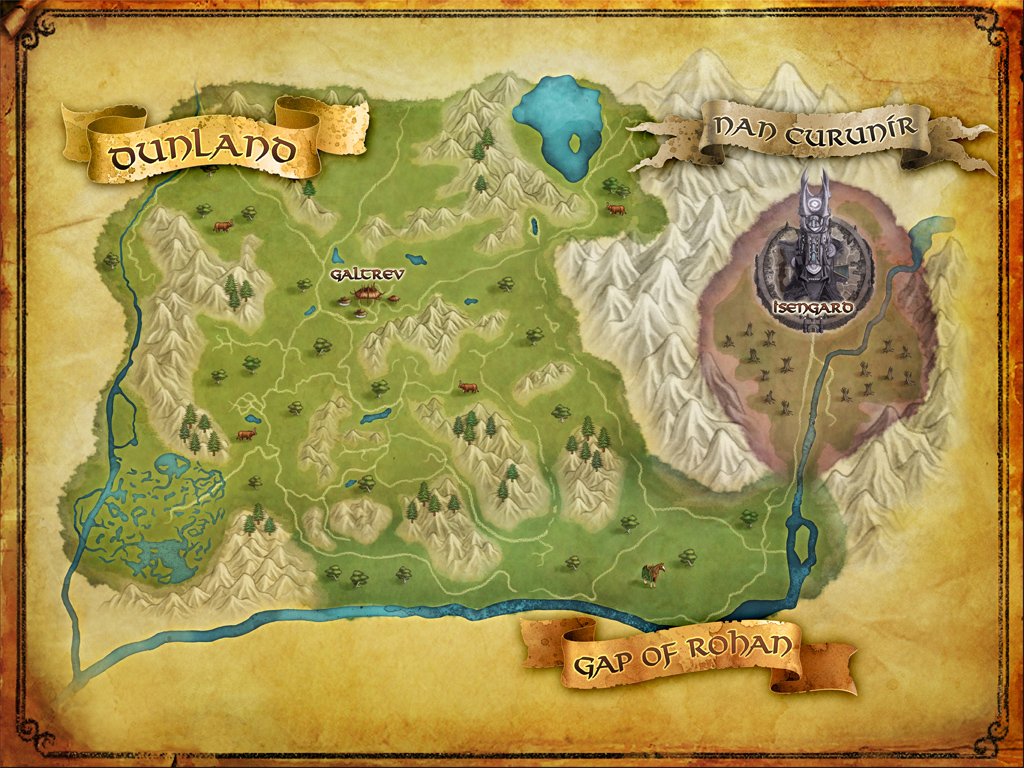 DUNLAND
NAN CURUNÍR
GALTREV
ISENGARD
GAP OF ROHAN